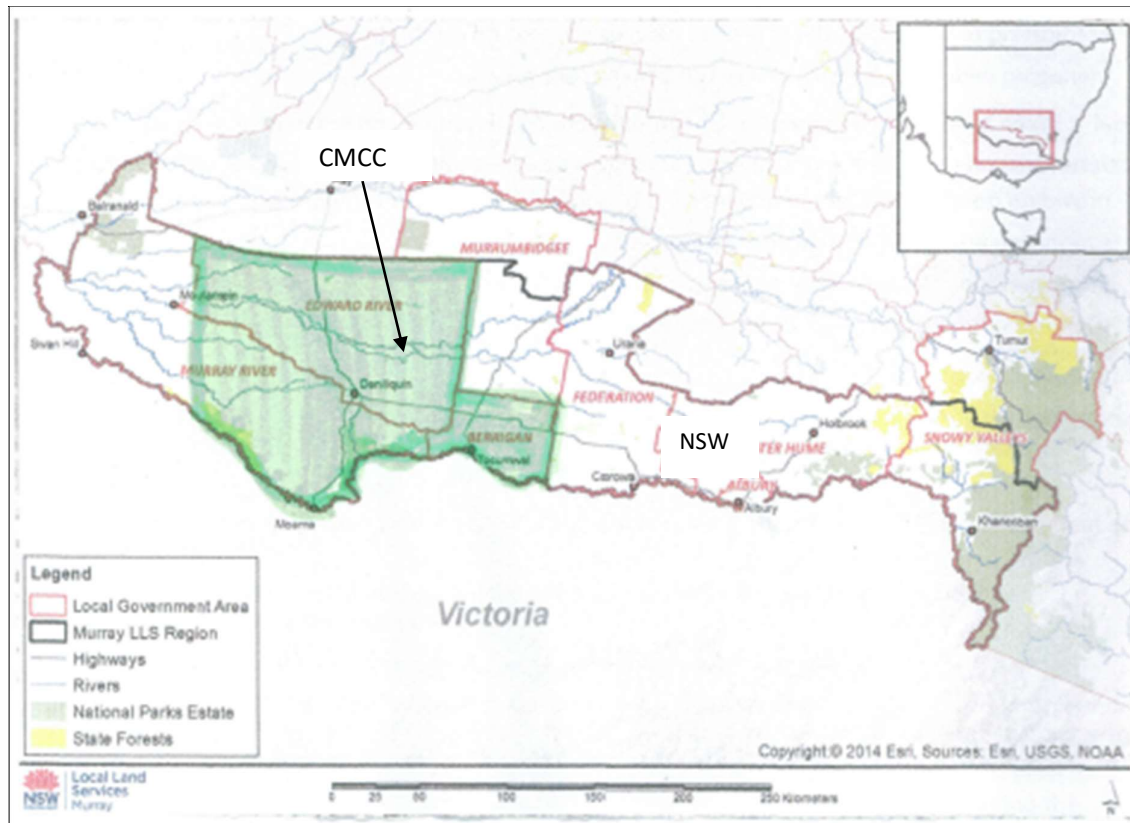 CMCC
Balranald
MURRUMBIDGEE
EDWARD RIVER
Moulamein
Swan Hill
MURRAY RIVER
Deniliquin
Urana
Tumut
FEDERATION
BERRIGAN
Tocumwal
NSW
TER HUME
Holbrook
SNOWY VALLEYS
Corowa
ALBURY
Albury
Moama
Khancoban
Victoria
Legend
Local Government Area
Murray LLS Region
Highways
Rivers
National Parks Estate
State Forests
Copyright:© 2014 Esri, Sources: Esri, USGS, NOAA
NSW
Local Land
Services
Murray
0 25 50 100 150 200 250 Kilometers